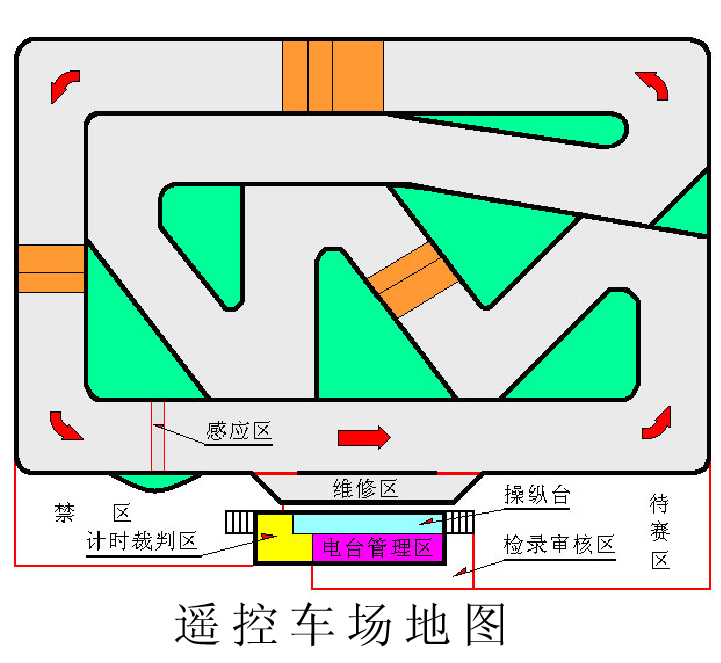 感应区
维修区
操纵台
禁 区
待赛区
计时裁判区
电台管理区
检录审核区
遥控车场地图